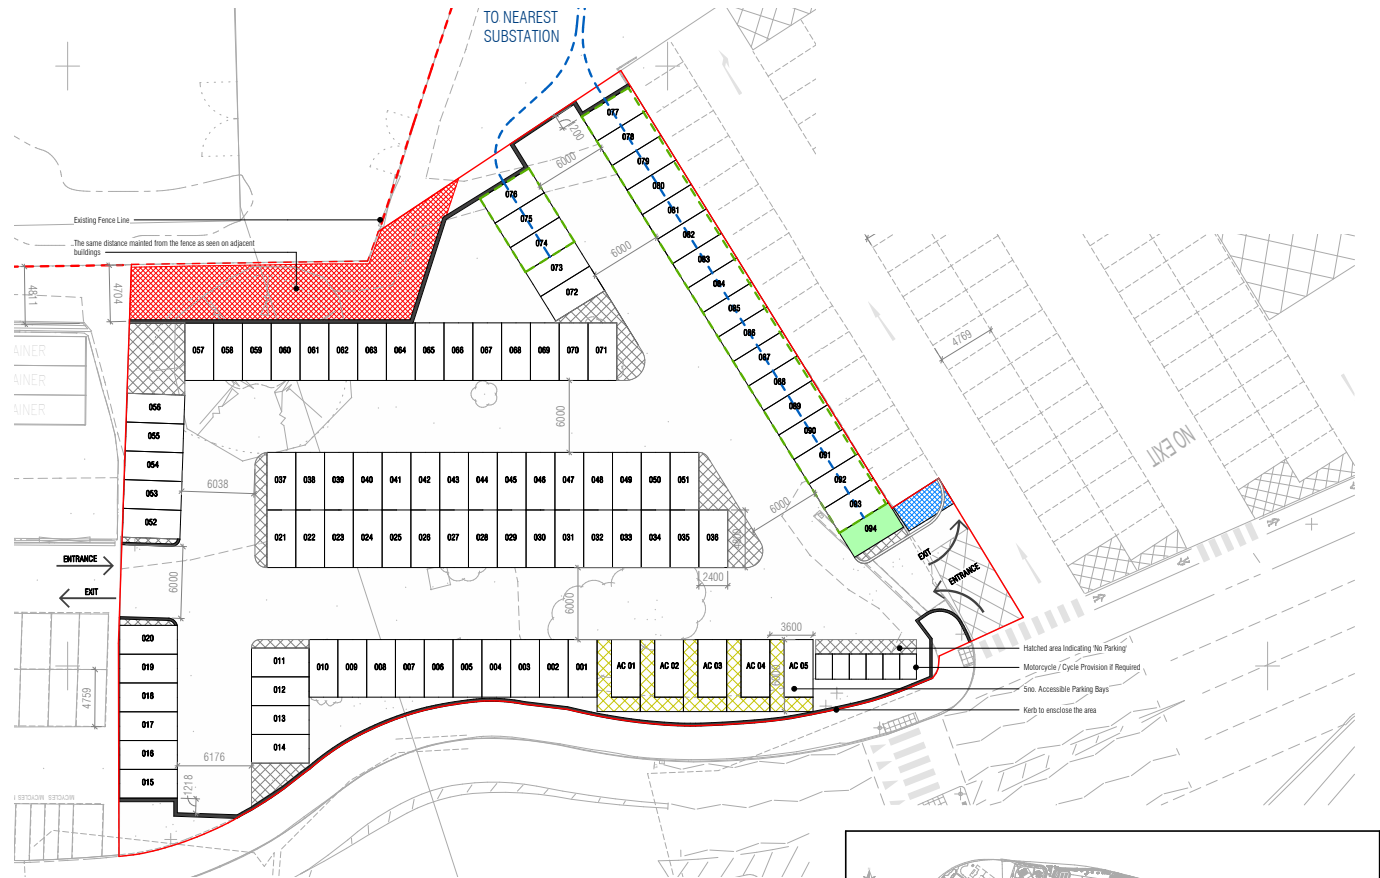 TO NEAREST
SUBSTATION
077
1200
078
6000
079
076
080
075
081
074
082
6000
083
073
072
084
085
086
087
088
089
090
091
092
093
094
Existing Fence Line
The same distance mainted from the fence as seen on adjacent
buildings
4811
4704
AINER
AINER
AINER
057 058 059 060 061 062 063 064 065 066 067 068 069 070 071
4769
NO EXIT
056
055
054
053
052
6000
6038
037 038 039 040 041 042 043 044 045 046 047 048 049 050 051
021 022 023 024 025 026 027 028 029 030 031 032 033 034 035 036
6000
2400
ENTRANCE
EXIT
6000
6000
EXIT
ENTRANCE
3600
020
019
018
017
016
015
4759
011
012
013
014
010 009 008 007 006 005 004 003 002 001 AC 01 AC 02 AC 03 AC 04 AC 05
6176
1218
Hatched area Indicating 'No Parking'
Motorcycle / Cycle Provision if Required
5no. Accessible Parking Bays
Kerb to ensclose the area
MICYCLES